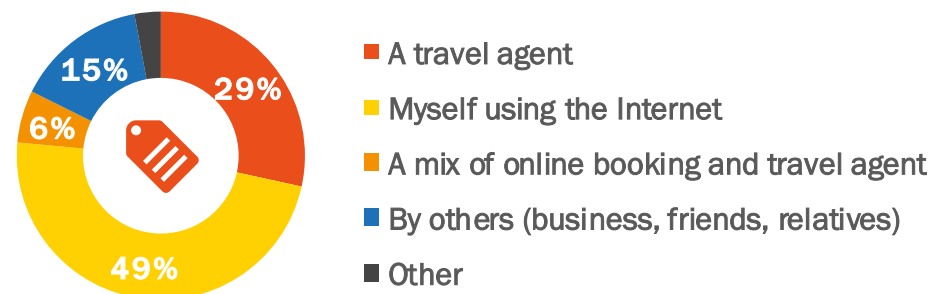 15%
29%
6%
49%
A travel agent
Myself using the Internet
A mix of online booking and travel agent
By others (business, friends, relatives)
Other